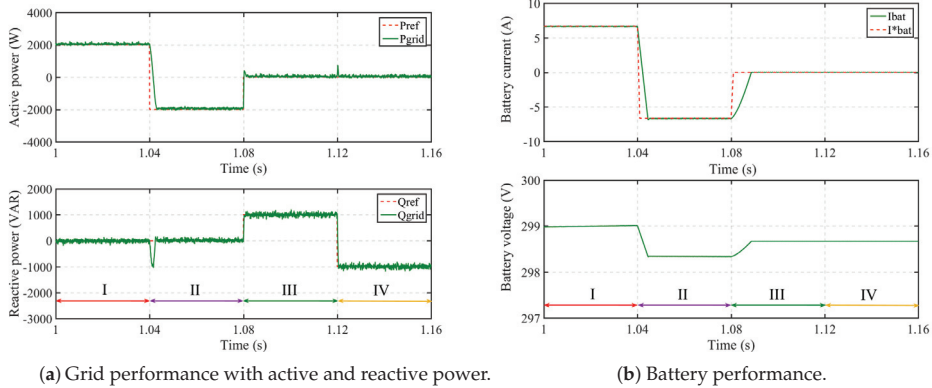 Active power (W)
4000
2000
0
-2000
-4000
Pref
Pgrid
1 1.04 1.08 1.12 1.16
Time (s)
Reactive power (VAR)
2000
1000
0
-1000
-2000
-3000
Qref
Qgrid
I II III IV
1 1.04 1.08 1.12 1.16
Time (s)
(a) Grid performance with active and reactive power.
Battery current (A)
10
5
0
-5
-10
Ibat
I*bat
1 1.04 1.08 1.12 1.16
Time (s)
Battery voltage (V)
300
299
298
297
I II III IV
1 1.04 1.08 1.12 1.16
Time (s)
(b) Battery performance.